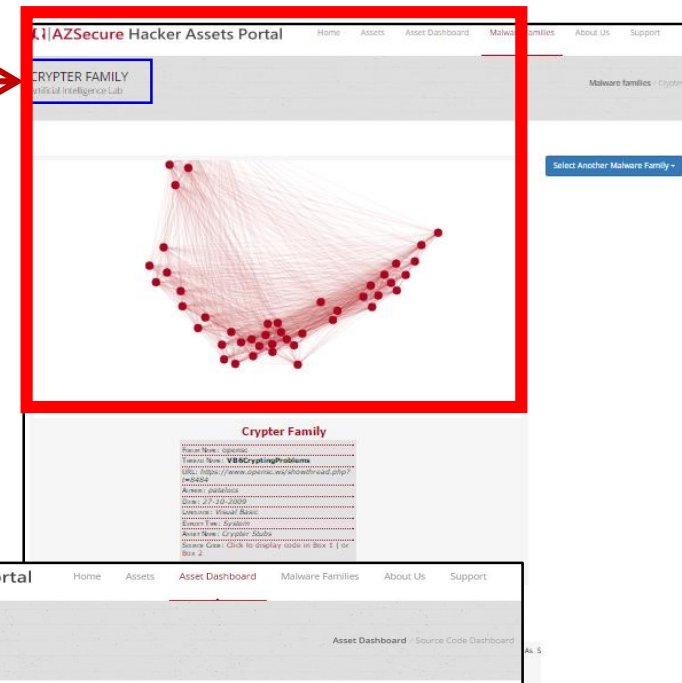 AZSecure Hacker Assets Portal
Home Assets Asset Dashboard Malware Families About Us Support
CRYPTER FAMILY
Artificial Intelligence Lab
Malware families / Crypter
Select Another Malware Family
Crypter Family
Forum Name: opensc
Thread Name: VB6CryptingProblems
URL: https://www.opensc.ws/showthread.php?
t=8484
Author: patalocs
Date: 27-10-2009
Language: Visual Basic
Exploit Type: System
Asset Name: Crypter Stubs
Source Code: Click to display code in Box 1 | or
Box 2
ortal
Home Assets Asset Dashboard Malware Families About Us Support
Asset Dashboard / Source Code Dashboard
As S